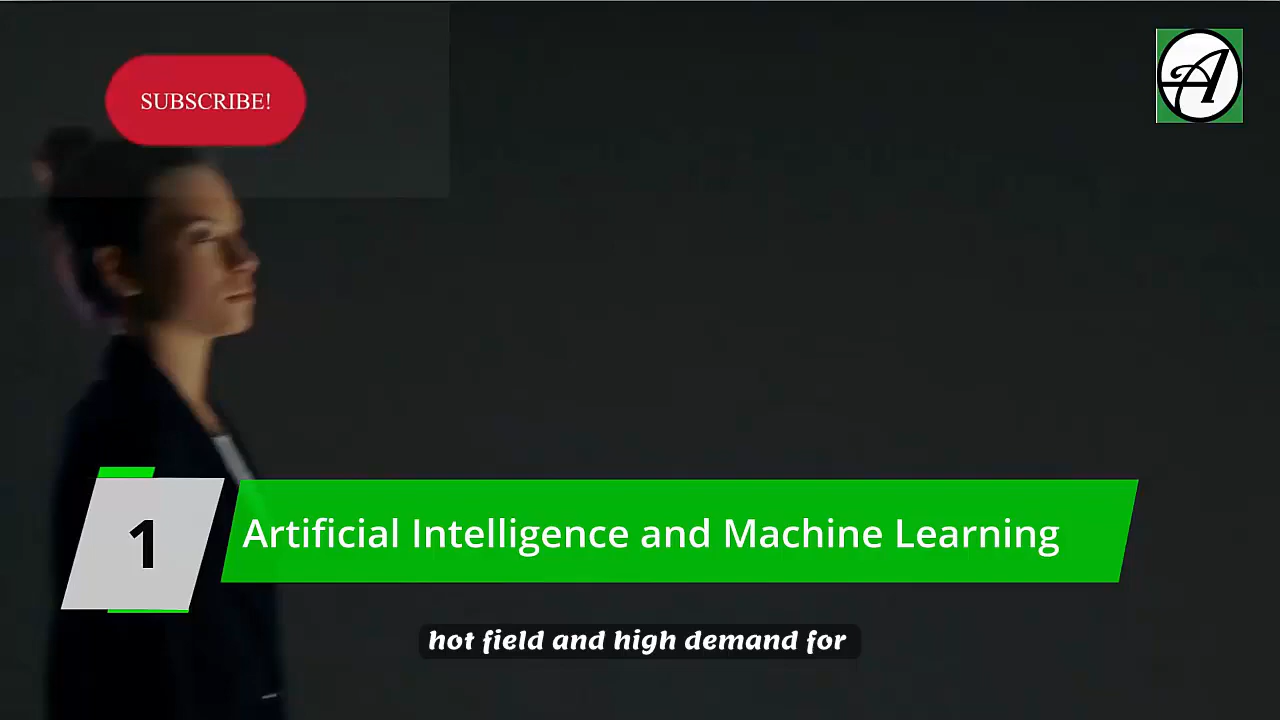 SUBSCRIBE!
A
1
Artificial Intelligence and Machine Learning
hot field and high demand for